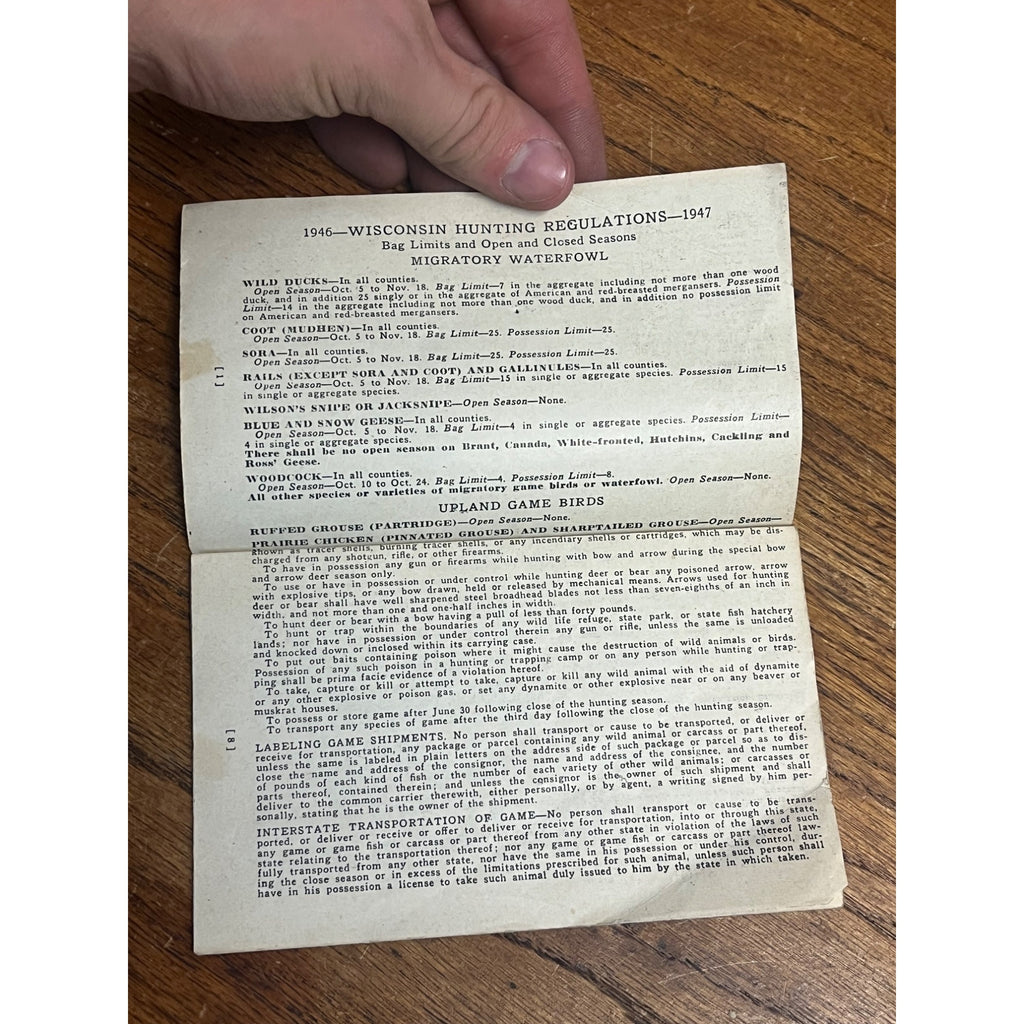 1946—WISCONSIN HUNTING REGULATIONS—1947
Bag Limits and Open and Closed Seasons
MIGRATORY WATERFOWL
WILD DUCKS—In all counties.
Open Season—Oct. 5 to Nov. 18. Bag Limit—7 in the aggregate including not more than one wood
duck, and in addition 25 singly or in the aggregate of American and red-breasted mergansers. Possession
Limit—14 in the aggregate including not more than one wood duck, and in addition no possession limit
on American and red-breasted mergansers.
COOT (MUDHEN)—In all counties.
Open Season—Oct. 5 to Nov. 18. Bag Limit—25. Possession Limit—25.
SORA—In all counties.
Open Season—Oct. 5 to Nov. 18. Bag Limit—25. Possession Limit—25.
[1]
RAILS (EXCEPT SORA AND COOT) AND GALLINULES—In all counties.
Open Season—Oct. 5 to Nov. 18. Bag Limit—15 in single or aggregate species. Possession Limit—15
in single or aggregate species.
WILSON'S SNIPE OR JACKSNIPE—Open Season—None.
BLUE AND SNOW GEESE—In all counties.
Open Season—Oct. 5 to Nov. 18. Bag Limit—4 in single or aggregate species. Possession Limit—
4 in single or aggregate species.
There shall be no open season on Brant, Canada, White-fronted, Hutchins, Cackling and
Ross' Geese.
WOODCOCK—In all counties.
Open Season—Oct. 10 to Oct. 24. Bag Limit—4. Possession Limit—8.
All other species or varieties of migratory game birds or waterfowl. Open Season—None.
UPLAND GAME BIRDS
RUFFED GROUSE (PARTRIDGE)—Open Season—None.
PRAIRIE CHICKEN (PINNATED GROUSE) AND SHARPTAILED GROUSE—Open Season—
known as tracer shells, burning tracer shells, or any incendiary shells or cartridges, which may be dis-
charged from any shotgun, rifle, or other firearms.
To have in possession any gun or firearms while hunting with bow and arrow during the special bow
and arrow deer season only.
To use or have in possession or under control while hunting deer or bear any poisoned arrow, arrow
with explosive tips, or any bow drawn, held or released by mechanical means. Arrows used for hunting
deer or bear shall have well sharpened steel broadhead blades not less than seven-eighths of an inch in
width, and not more than one and one-half inches in width.
To hunt deer or bear with a bow having a pull of less than forty pounds.
To hunt or trap within the boundaries of any wild life refuge, state park, or state fish hatchery
lands; nor have in possession or under control therein any gun or rifle, unless the same is unloaded
and knocked down or inclosed within its carrying case.
To put out baits containing poison where it might cause the destruction of wild animals or birds.
Possession of any such poison in a hunting or trapping camp or on any person while hunting or trap-
ping shall be prima facie evidence of a violation hereof.
To take, capture or kill or attempt to take, capture or kill any wild animal with the aid of dynamite
or any other explosive or poison gas, or set any dynamite or other explosive near or on any beaver or
muskrat houses.
To possess or store game after June 30 following close of the hunting season.
To transport any species of game after the third day following the close of the hunting season.
[8]
LABELING GAME SHIPMENTS. No person shall transport or cause to be transported, or deliver or
receive for transportation, any package or parcel containing any wild animal or carcass or part thereof,
unless the same is labeled in plain letters on the address side of such package or parcel so as to dis-
close the name and address of the consignor, the name and address of the consignee, and the number
of pounds of each kind of fish or the number of each variety of other wild animals; or carcasses or
parts thereof, contained therein; and unless the consignor is the owner of such shipment and shall
deliver to the common carrier therewith, either personally, or by agent, a writing signed by him per-
sonally, stating that he is the owner of the shipment.
INTERSTATE TRANSPORTATION OF GAME—No person shall transport or cause to be trans-
ported, or deliver or receive or offer to deliver or receive for transportation, into or through this state,
any game or game fish or carcass or part thereof from any other state in violation of the laws of such
state relating to the transportation thereof; nor any game or game fish or carcass or part thereof law-
fully transported from any other state, nor have the same in his possession or under his control, dur-
ing the close season or in excess of the limitations prescribed for such animal, unless such person shall
have in his possession a license to take such animal duly issued to him by the state in which taken.